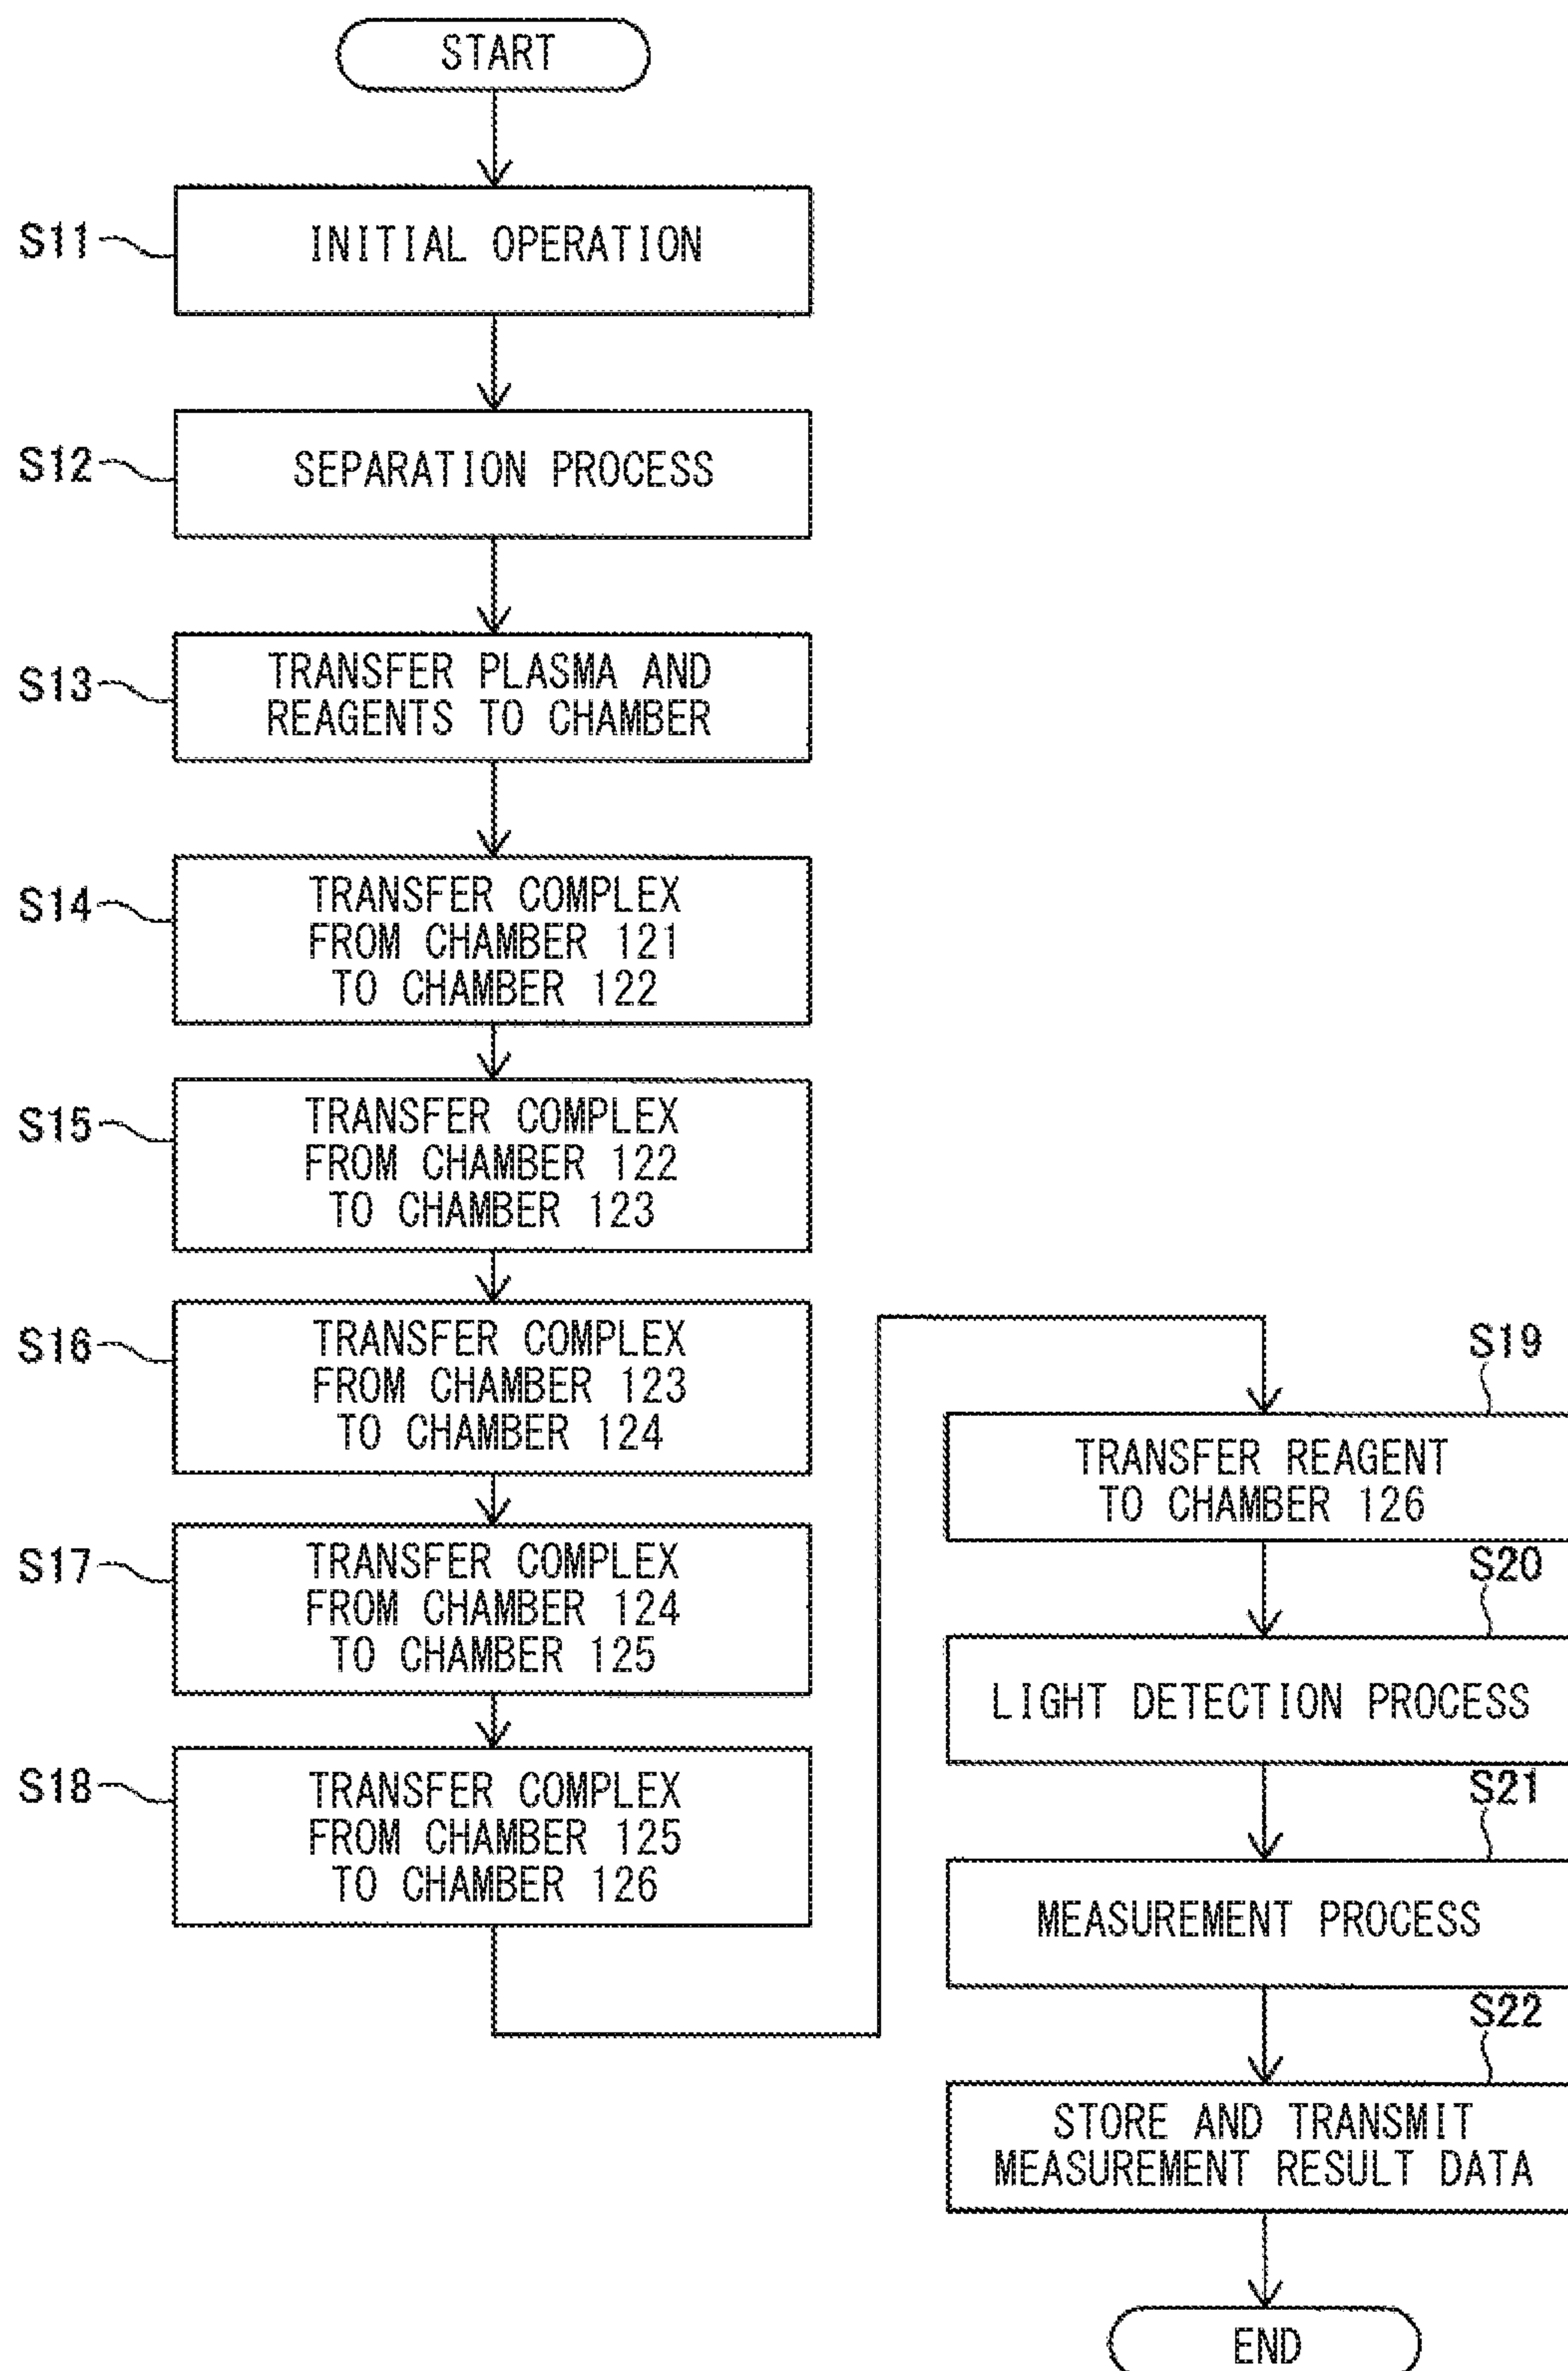 START
S11
INITIAL OPERATION
S12
SEPARATION PROCESS
S13
TRANSFER PLASMA AND
REAGENTS TO CHAMBER
S14
TRANSFER COMPLEX
FROM CHAMBER 121
TO CHAMBER 122
S15
TRANSFER COMPLEX
FROM CHAMBER 122
TO CHAMBER 123
S16
TRANSFER COMPLEX
FROM CHAMBER 123
TO CHAMBER 124
S17
TRANSFER COMPLEX
FROM CHAMBER 124
TO CHAMBER 125
S18
TRANSFER COMPLEX
FROM CHAMBER 125
TO CHAMBER 126
S19
TRANSFER REAGENT
TO CHAMBER 126
S20
LIGHT DETECTION PROCESS
S21
MEASUREMENT PROCESS
S22
STORE AND TRANSMIT
MEASUREMENT RESULT DATA
END